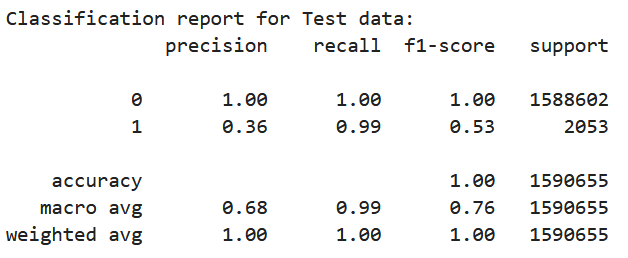 Classification report for Test data:
precision recall f1-score support
0 1.00 1.00 1.00 1588602
1 0.36 0.99 0.53 2053
accuracy 1.00 1590655
macro avg 0.68 0.99 0.76 1590655
weighted avg 1.00 1.00 1.00 1590655